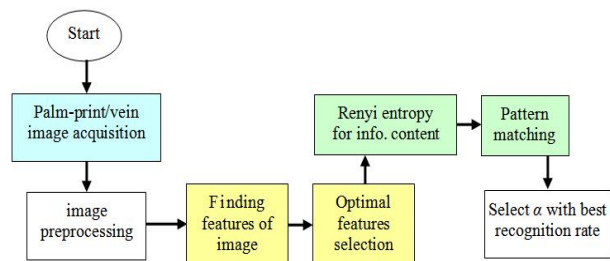 Start
Palm-print/vein
image acquisition
image
preprocessing
Finding
features of
image
Optimal
features
selection
Renyi entropy
for info. content
Pattern
matching
Select α with best
recognition rate